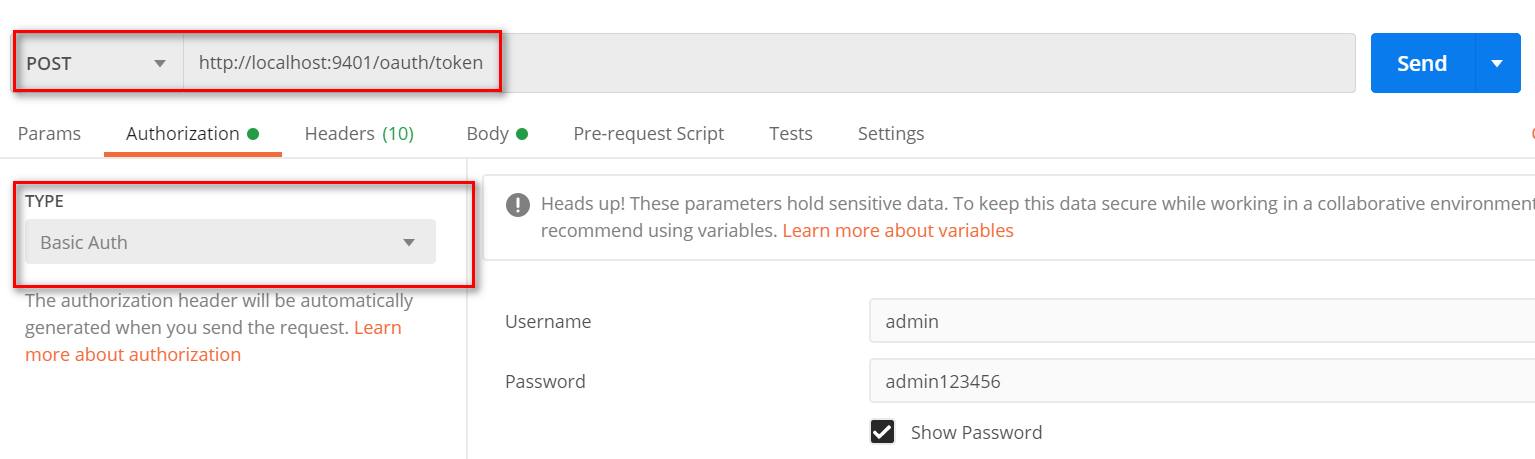 POST http://localhost:9401/oauth/token Send
Params Authorization Headers (10) Body Pre-request Script Tests Settings
TYPE
Basic Auth
The authorization header will be automatically
generated when you send the request. Learn
more about authorization
Heads up! These parameters hold sensitive data. To keep this data secure while working in a collaborative environment
recommend using variables. Learn more about variables
Username admin
Password admin123456
Show Password